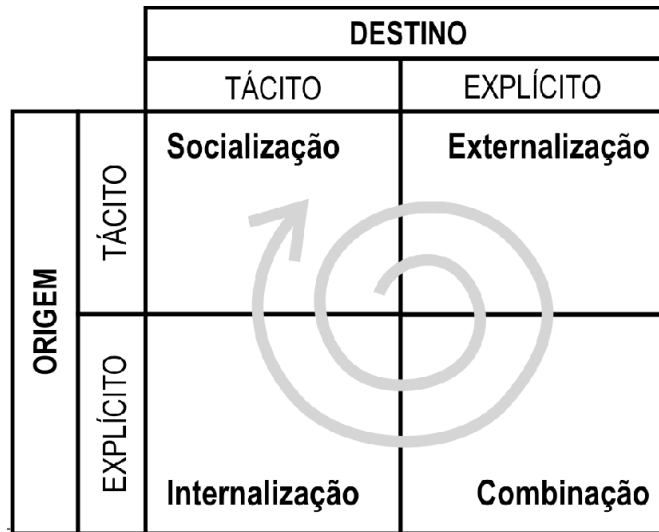 DESTINO
TÁCITO EXPLÍCITO
ORIGEM
TÁCITO
Socialização Externalização
EXPLÍCITO
Internalização Combinação